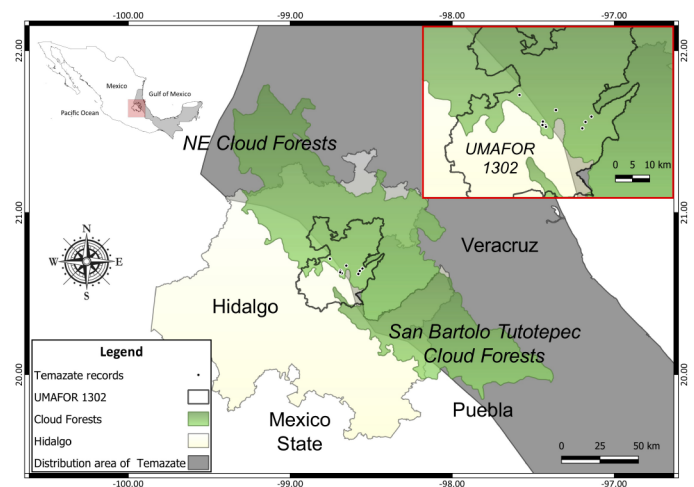 -100.00 -99.00 -98.00 -97.00
22.00
22.00
Mexico
Gulf of Mexico
Pacific Ocean
NE Cloud Forests
UMAFOR
1302
0 5 10 km
21.00
21.00
N
W E
S
Veracruz
Hidalgo
San Bartolo Tutotepec
Cloud Forests
Legend
Temazate records
UMAFOR 1302
Cloud Forests
Hidalgo
Distribution area of Temazate
20.00
20.00
Mexico
State
Puebla
0 25 50 km
-100.00 -99.00 -98.00 -97.00